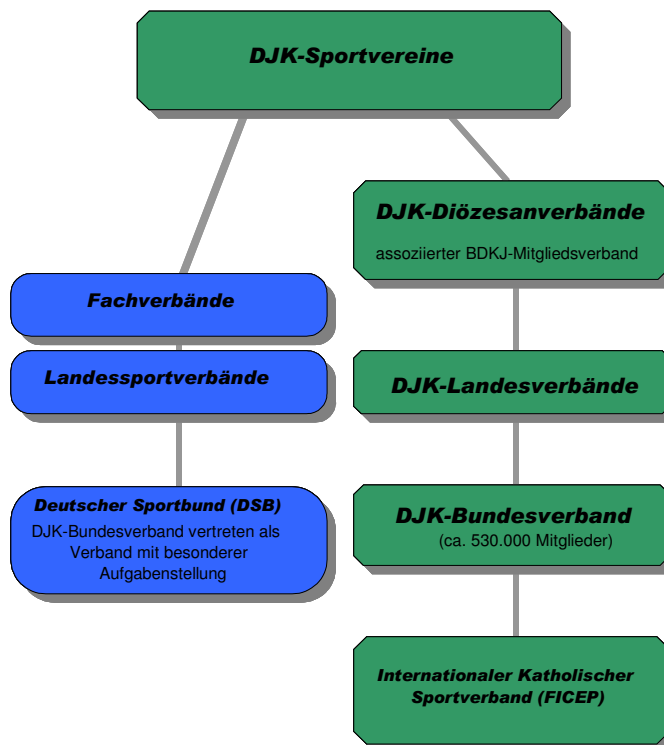 DJK-Sportvereine
DJK-Diözesanverbände
assoziierter BDKJ-Mitgliedsverband
Fachverbände
Landessportverbände
DJK-Landesverbände
Deutscher Sportbund (DSB)
DJK-Bundesverband vertreten als
Verband mit besonderer
Aufgabenstellung
DJK-Bundesverband
(ca. 530.000 Mitglieder)
Internationaler Katholischer
Sportverband (FICEP)